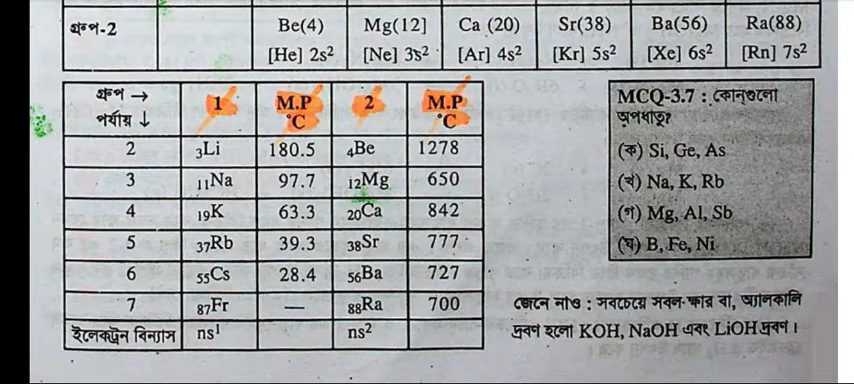 গ্রুপ-2 Be(4) Mg(12] Ca (20) Sr(38) Ba(56) Ra(88)
[He] 2s² [Ne] 3s² [Ar] 4s² [Kr] 5s² [Xe] 6s² [Rn] 7s²
গ্রুপ → 1 M.P 2 M.P
পর্যায় ↓ °C °C
2 ₃Li 180.5 ₄Be 1278
3 ₁₁Na 97.7 ₁₂Mg 650
4 ₁₉K 63.3 ₂₀Ca 842
5 ₃₇Rb 39.3 ₃₈Sr 777
6 ₅₅Cs 28.4 ₅₆Ba 727
7 ₈₇Fr — ₈₈Ra 700
ইলেকট্রন বিন্যাস ns¹ ns²
MCQ-3.7 : কোনগুলো
অপধাতু?
(ক) Si, Ge, As
(খ) Na, K, Rb
(গ) Mg, Al, Sb
(ঘ) B, Fe, Ni
জেনে নাও : সবচেয়ে সবল ক্ষার বা, অ্যালকালি
দ্রবণ হলো KOH, NaOH এবং LiOH দ্রবণ।